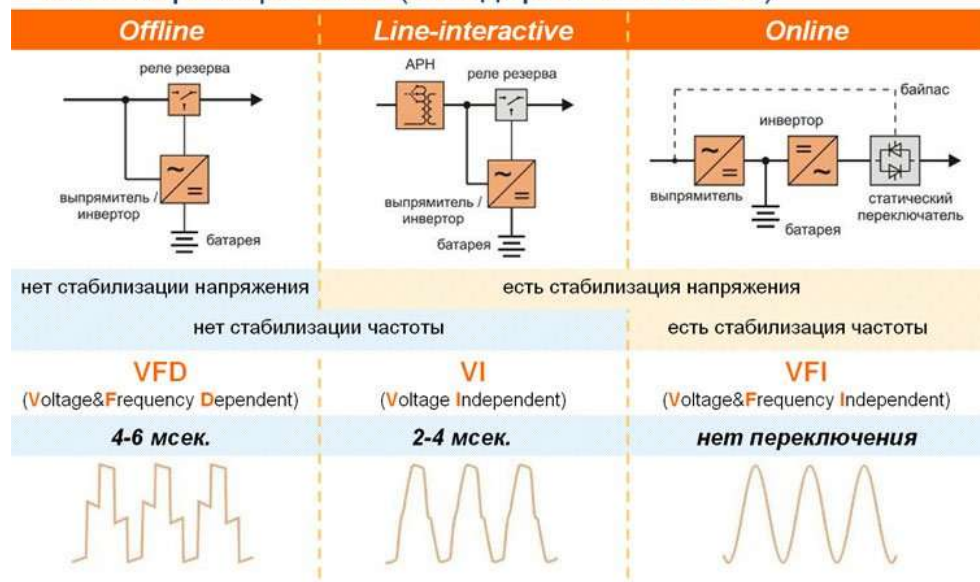 Offline
Line-interactive
Online
реле резерва
выпрямитель /
инвертор
батарея
АРН
реле резерва
выпрямитель /
инвертор
батарея
байпас
инвертор
выпрямитель
батарея
статический
переключатель
нет стабилизации напряжения
есть стабилизация напряжения
нет стабилизации частоты
есть стабилизация частоты
VFD
(Voltage&Frequency Dependent)
VI
(Voltage Independent)
VFI
(Voltage&Frequency Independent)
4-6 мсек.
2-4 мсек.
нет переключения